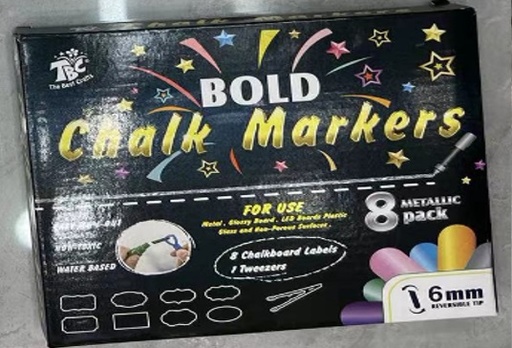 TBC
The Best Crafts
BOLD
Chalk Markers
FOR USE
Metal, Glossy Board, LED Boards Plastic
Glass and Non-Porous Surfaces
8 METALLIC
pack
NON-TOXIC
WATER BASED
8 Chalkboard Labels
1 Tweezers
6mm
REVERSIBLE TIP